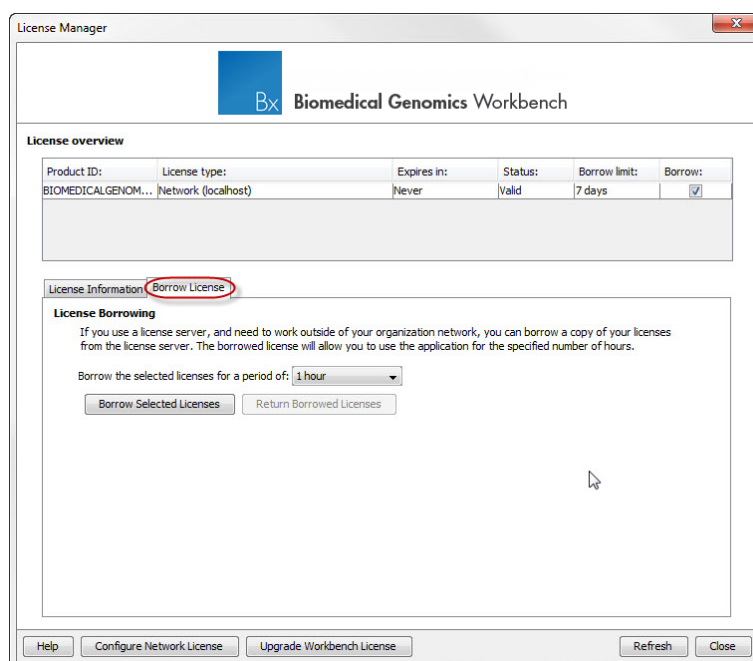 License Manager
Bx Biomedical Genomics Workbench
License overview
Product ID: License type: Expires in: Status: Borrow limit: Borrow:
BIOMEDICALGENOM... Network (localhost) Never Valid 7 days
License Information Borrow License
License Borrowing
If you use a license server, and need to work outside of your organization network, you can borrow a copy of your licenses
from the license server. The borrowed license will allow you to use the application for the specified number of hours.
Borrow the selected licenses for a period of: 1 hour
Borrow Selected Licenses Return Borrowed Licenses
Help Configure Network License Upgrade Workbench License Refresh Close